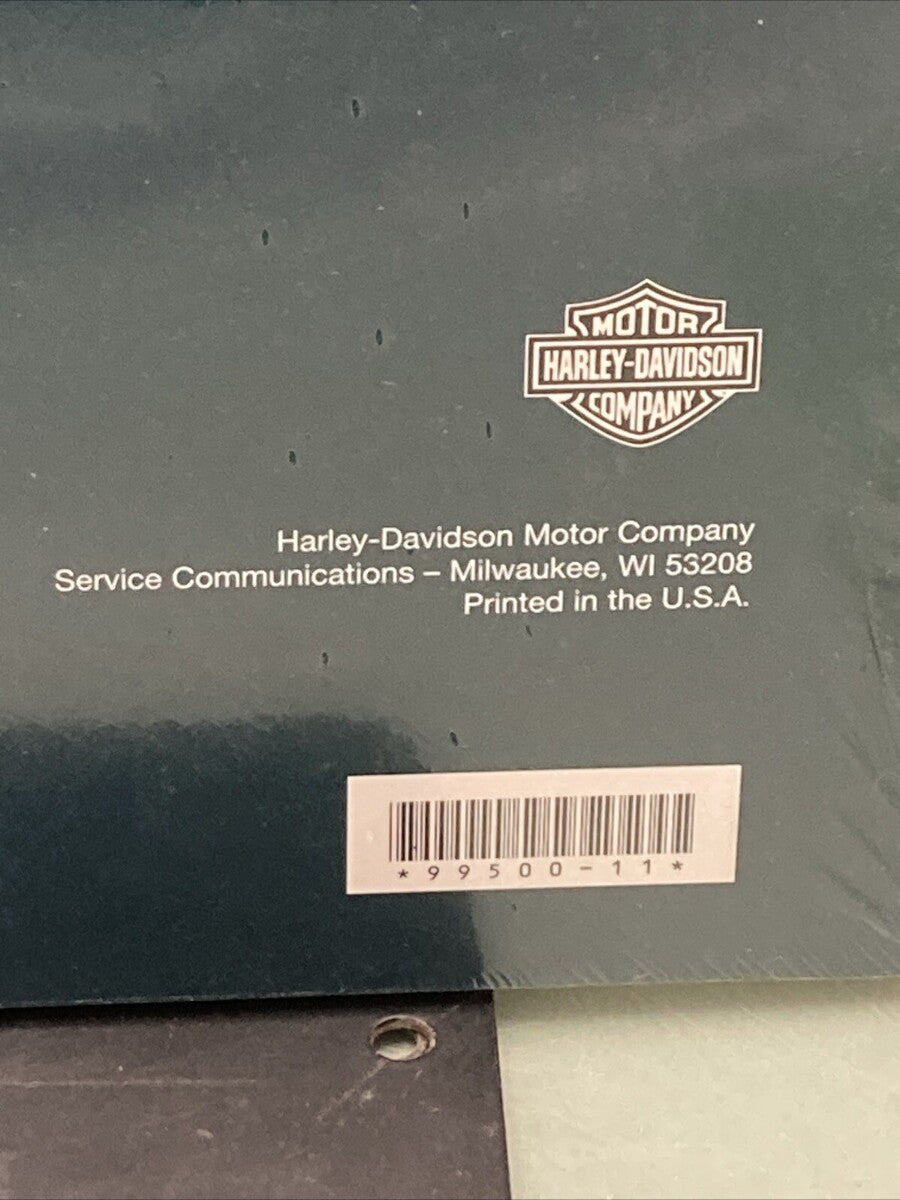 MOTOR
HARLEY-DAVIDSON
COMPANY
Harley-Davidson Motor Company
Service Communications – Milwaukee, WI 53208
Printed in the U.S.A.
*99500-11*